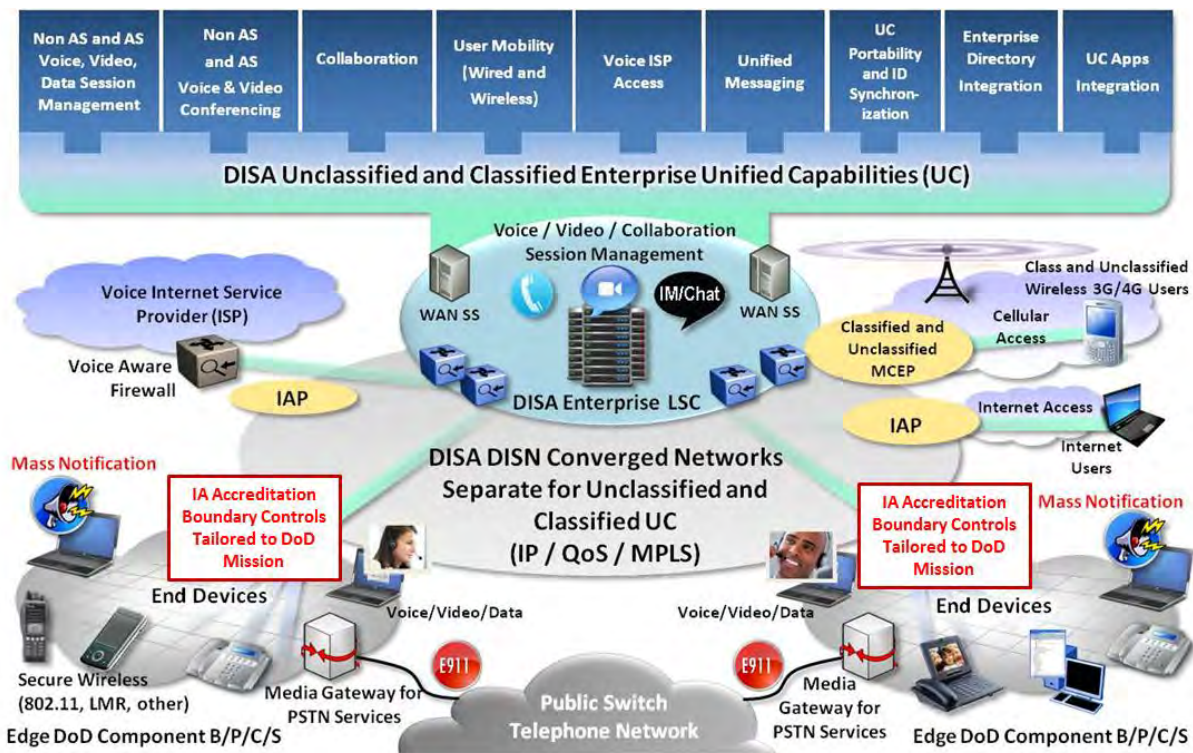 Non AS and AS
Voice, Video,
Data Session
Management
Non AS
and AS
Voice & Video
Conferencing
Collaboration
User Mobility
(Wired and
Wireless)
Voice ISP
Access
Unified
Messaging
UC
Portability
and ID
Synchron-
ization
Enterprise
Directory
Integration
UC Apps
Integration
DISA Unclassified and Classified Enterprise Unified Capabilities (UC)
Voice / Video / Collaboration
Session Management
WAN SS
IM/Chat
WAN SS
DISA Enterprise LSC
Voice Internet Service
Provider (ISP)
Voice Aware
Firewall
IAP
Class and Unclassified
Wireless 3G/4G Users
Cellular
Access
Classified and
Unclassified
MCEP
IAP
Internet Access
Internet
Users
DISA DISN Converged Networks
Separate for Unclassified and
Classified UC
(IP / QoS / MPLS)
Mass Notification
IA Accreditation
Boundary Controls
Tailored to DoD
Mission
End Devices
Voice/Video/Data
Secure Wireless
(802.11, LMR, other)
Media Gateway for
PSTN Services
E911
Edge DoD Component B/P/C/S
Public Switch
Telephone Network
IA Accreditation
Boundary Controls
Tailored to DoD
Mission
Mass Notification
End Devices
Voice/Video/Data
E911
Media
Gateway for
PSTN Services
Edge DoD Component B/P/C/S